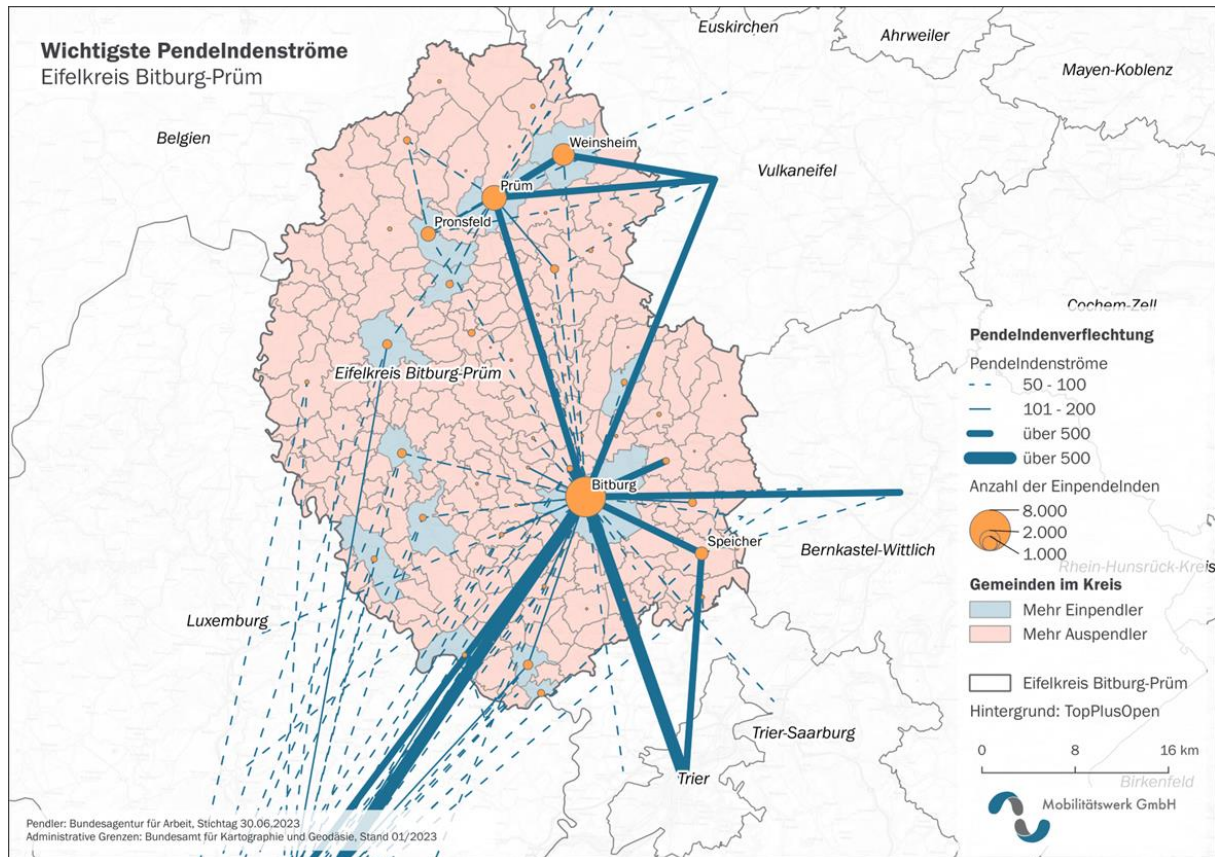 Wichtigste Pendelndenströme
Eifelkreis Bitburg-Prüm
Euskirchen
Ahrweiler
Mayen-Koblenz
Belgien
Weinsheim
Vulkaneifel
Prüm
Pronsfeld
Cochem-Zell
Eifelkreis Bitburg-Prüm
Bitburg
Speicher
Bernkastel-Wittlich
Rhein-Hunsrück-Kreis
Luxemburg
Trier-Saarburg
Trier
Birkenfeld
Pendelndenverflechtung
Pendelndenströme
50 - 100
101 - 200
über 500
über 500
Anzahl der Einpendelnden
8.000
2.000
1.000
Gemeinden im Kreis
Mehr Einpendler
Mehr Auspendler
Eifelkreis Bitburg-Prüm
Hintergrund: TopPlusOpen
0 8 16 km
Mobilitätswerk GmbH
Pendler: Bundesagentur für Arbeit, Stichtag 30.06.2023
Administrative Grenzen: Bundesamt für Kartographie und Geodäsie, Stand 01/2023